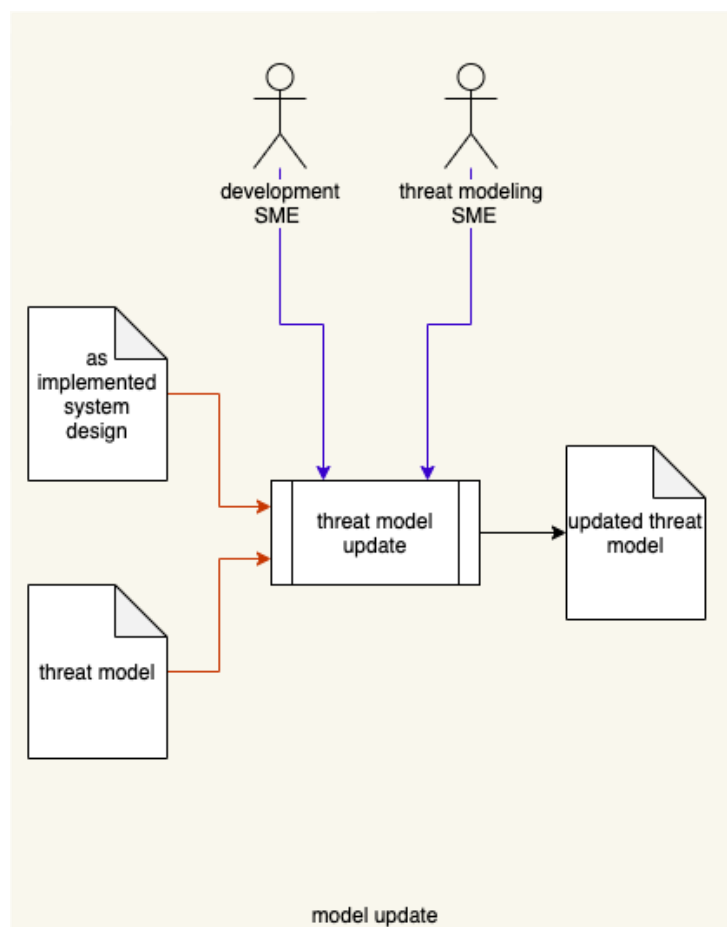 development
SME
threat modeling
SME
as
implemented
system
design
threat model
update
updated threat
model
threat model
model update